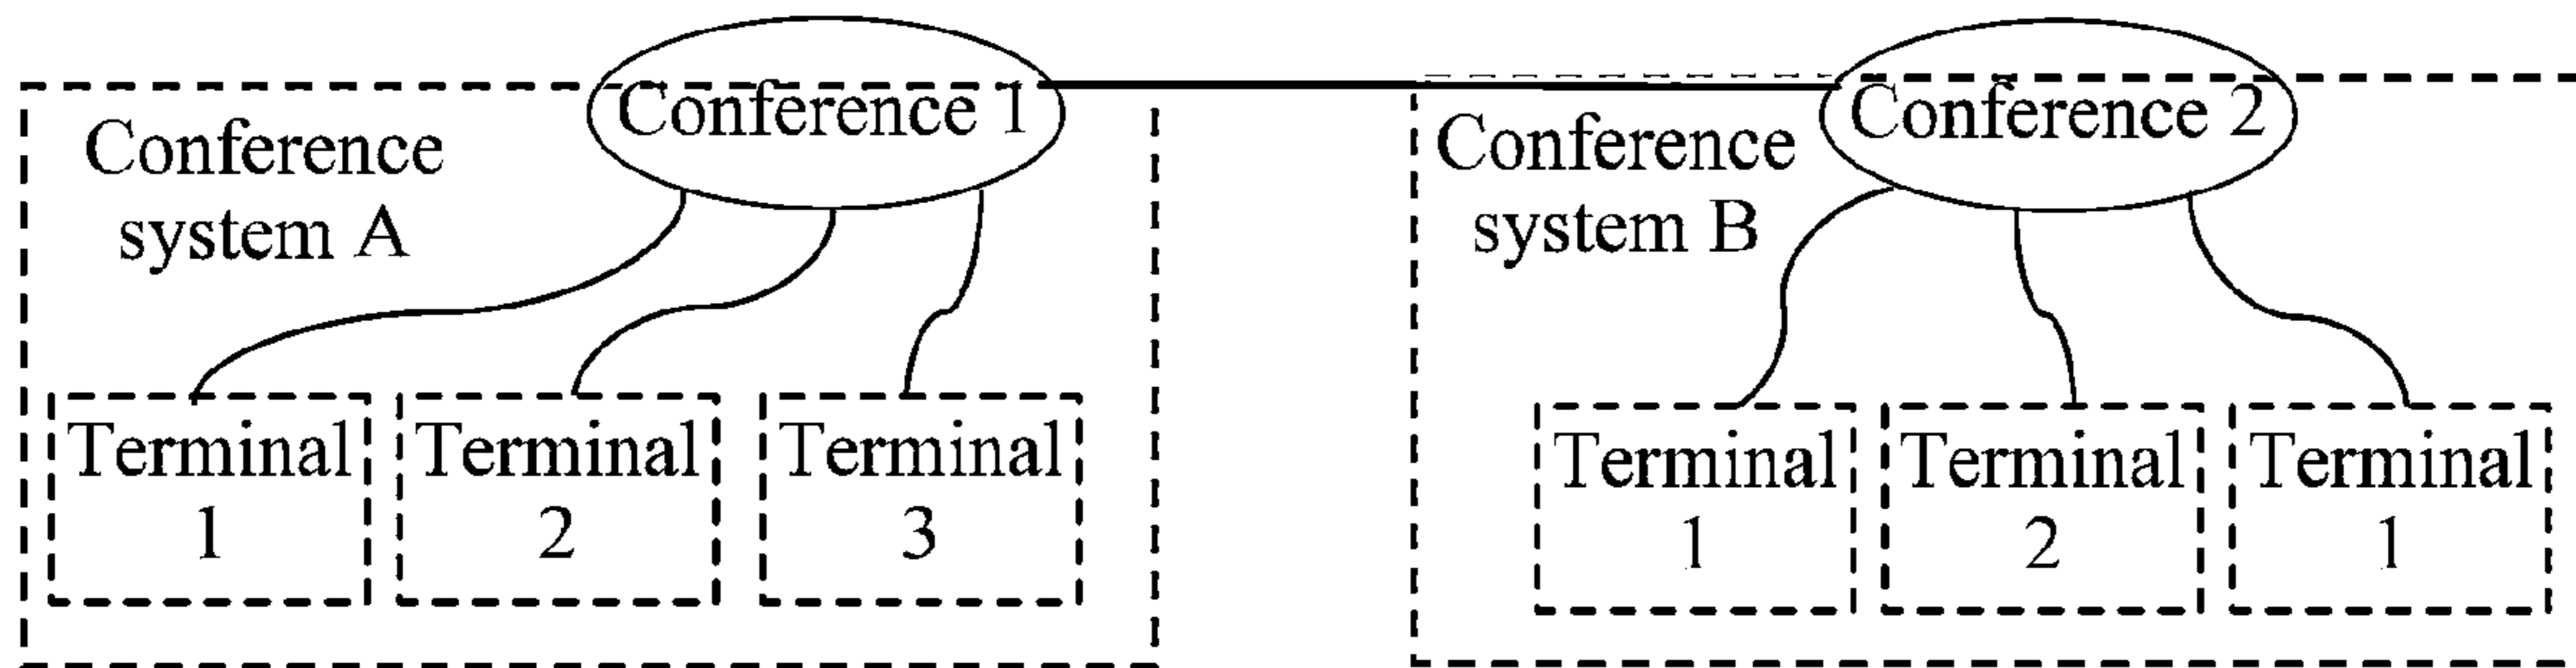 Conference 1
Conference
system A
Terminal
1
Terminal
2
Terminal
3
Conference 2
Conference
system B
Terminal
1
Terminal
2
Terminal
1